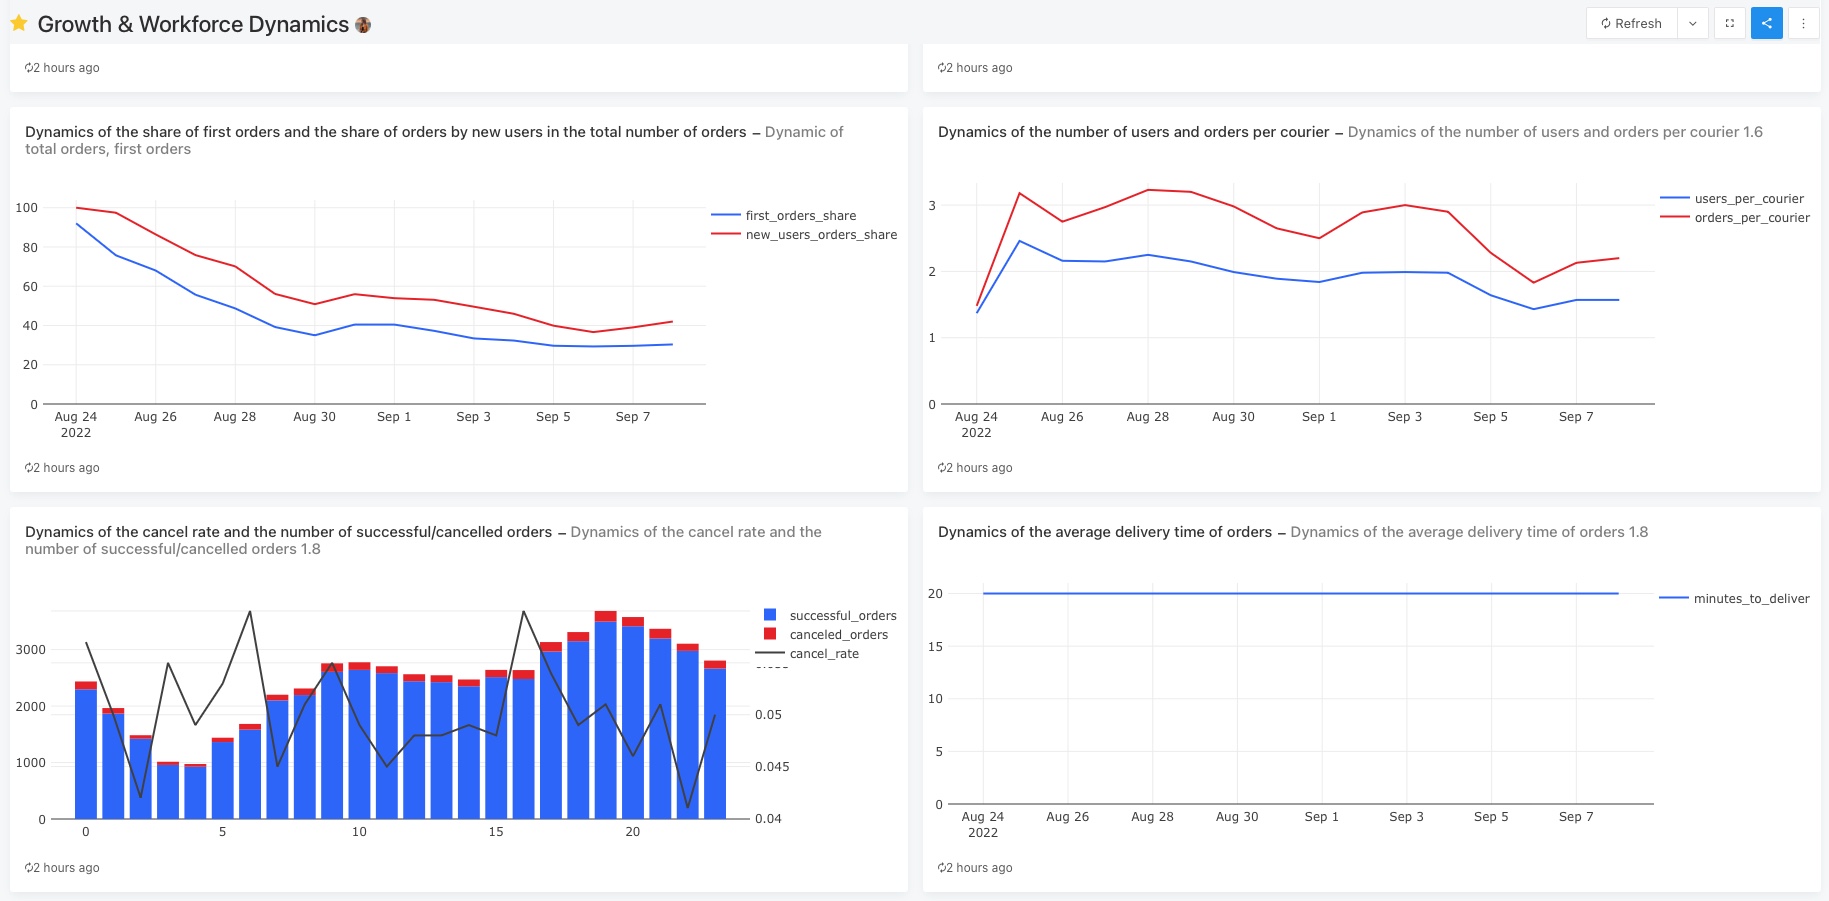 Growth & Workforce Dynamics
Refresh
2 hours ago
2 hours ago
Dynamics of the share of first orders and the share of orders by new users in the total number of orders – Dynamic of
total orders, first orders
100
80
60
40
20
0
Aug 24 Aug 26 Aug 28 Aug 30 Sep 1 Sep 3 Sep 5 Sep 7
2022
first_orders_share
new_users_orders_share
2 hours ago
Dynamics of the number of users and orders per courier – Dynamics of the number of users and orders per courier 1.6
3
2
1
0
Aug 24 Aug 26 Aug 28 Aug 30 Sep 1 Sep 3 Sep 5 Sep 7
2022
users_per_courier
orders_per_courier
2 hours ago
Dynamics of the cancel rate and the number of successful/cancelled orders – Dynamics of the cancel rate and the
number of successful/cancelled orders 1.8
3000
2000
1000
0
0 5 10 15 20
successful_orders
canceled_orders
cancel_rate
0.05
0.045
0.04
2 hours ago
Dynamics of the average delivery time of orders – Dynamics of the average delivery time of orders 1.8
20
15
10
5
0
Aug 24 Aug 26 Aug 28 Aug 30 Sep 1 Sep 3 Sep 5 Sep 7
2022
minutes_to_deliver
2 hours ago